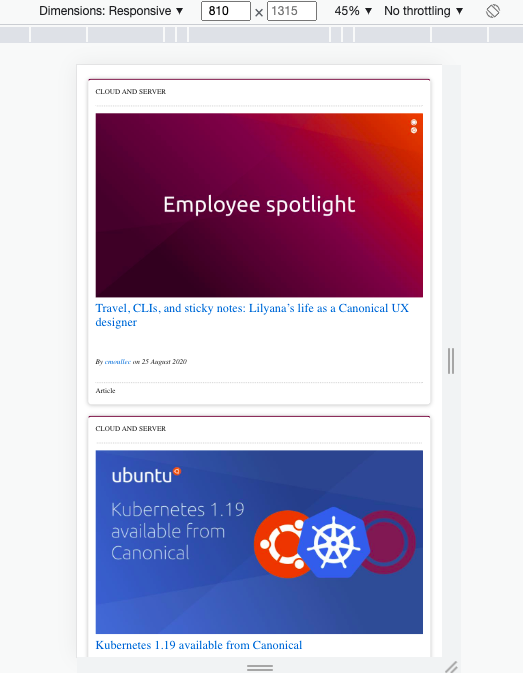 Dimensions: Responsive ▼ 810 × 1315 45% ▼ No throttling ▼
CLOUD AND SERVER
Employee spotlight
Travel, CLIs, and sticky notes: Lilyana’s life as a Canonical UX
designer
By cmoullec on 25 August 2020
Article
CLOUD AND SERVER
ubuntu
Kubernetes 1.19
available from
Canonical
Kubernetes 1.19 available from Canonical